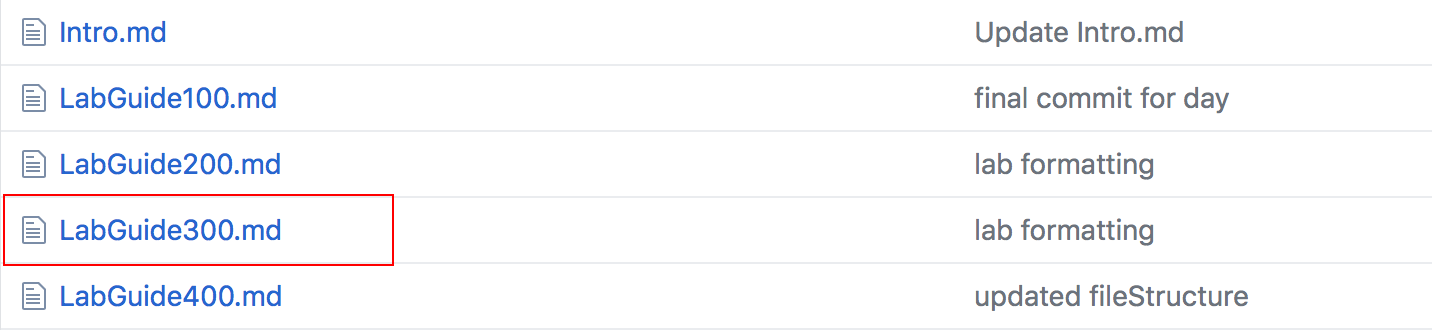 Intro.md Update Intro.md
LabGuide100.md final commit for day
LabGuide200.md lab formatting
LabGuide300.md lab formatting
LabGuide400.md updated fileStructure